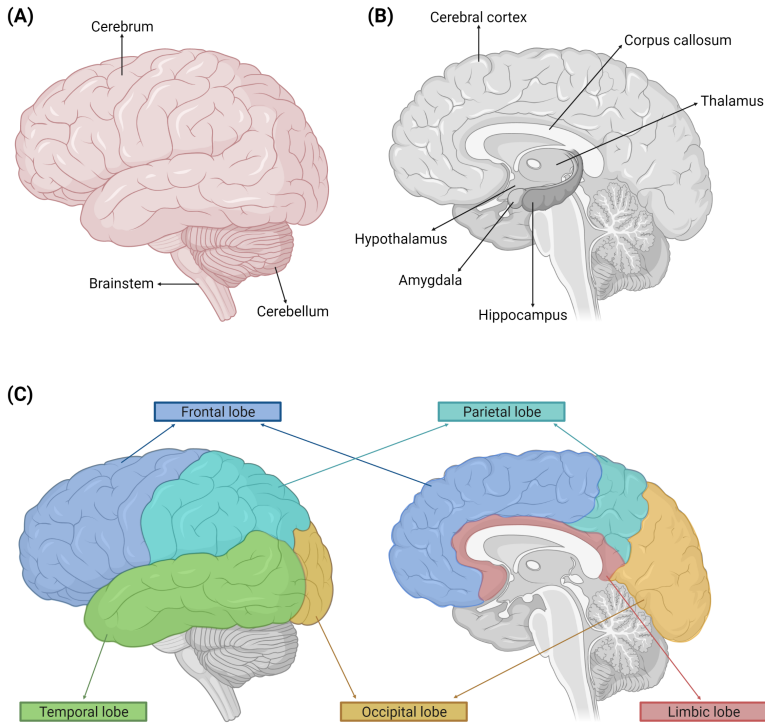 (A)
Cerebrum
Brainstem
Cerebellum
(B)
Cerebral cortex
Corpus callosum
Thalamus
Hypothalamus
Amygdala
Hippocampus
(C)
Frontal lobe
Parietal lobe
Temporal lobe
Occipital lobe
Limbic lobe